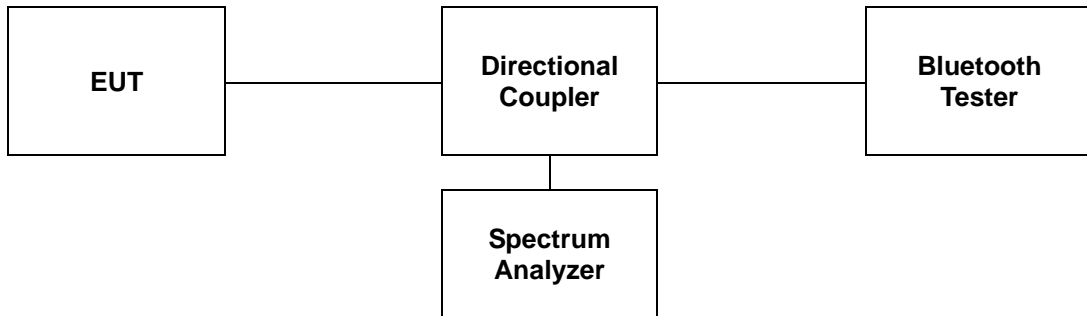 EUT
Directional
Coupler
Bluetooth
Tester
Spectrum
Analyzer